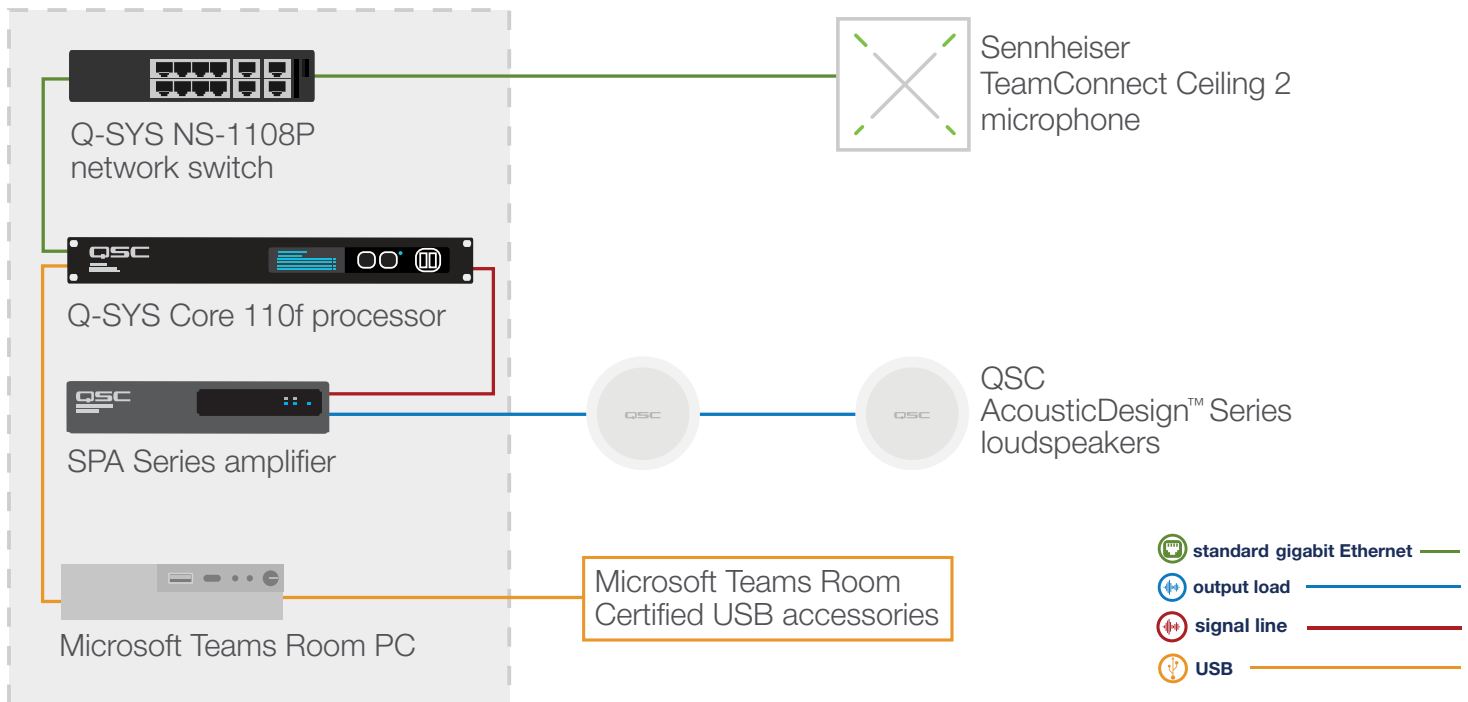 Q-SYS NS-1108P
network switch
Sennheiser
TeamConnect Ceiling 2
microphone
QSC
Q-SYS Core 110f processor
QSC
SPA Series amplifier
QSC
QSC
QSC
AcousticDesign™ Series
loudspeakers
Microsoft Teams Room PC
Microsoft Teams Room
Certified USB accessories
standard gigabit Ethernet
output load
signal line
USB